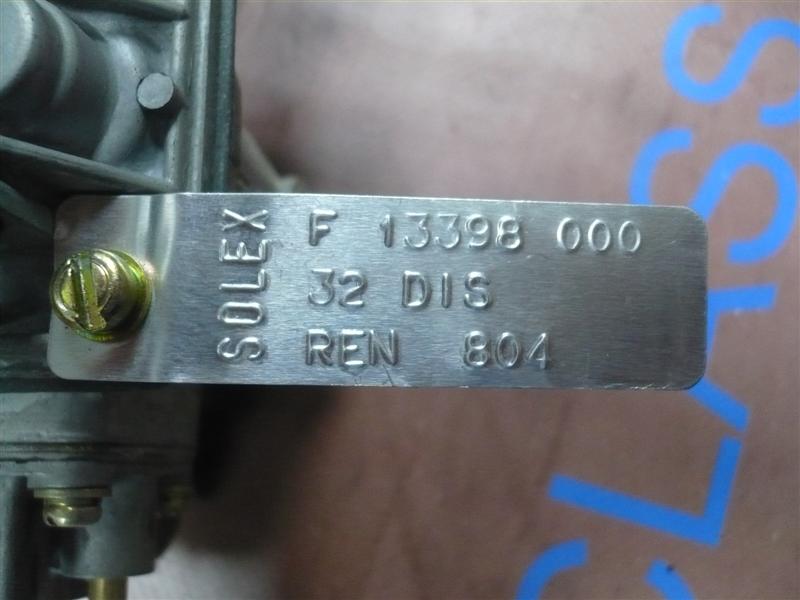 SOLEX
F 13398 000
32 DIS
REN 804